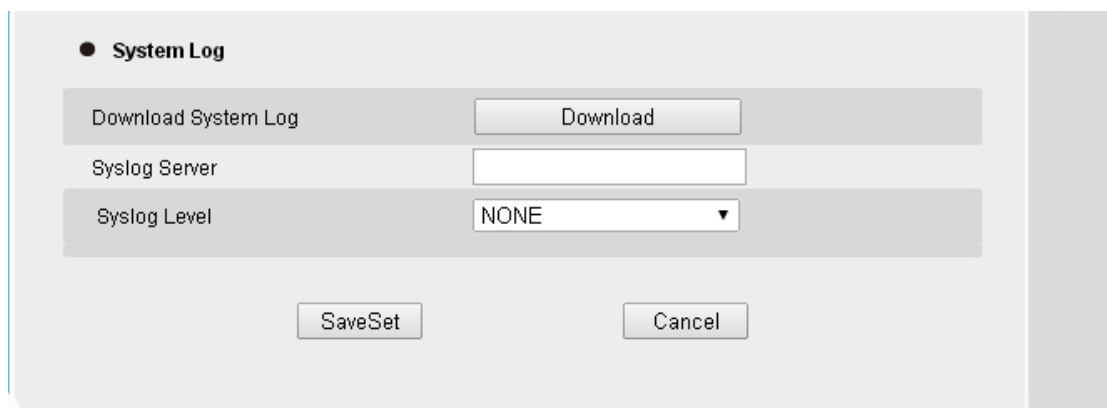 System Log
Download System Log Download
Syslog Server
Syslog Level NONE
SaveSet Cancel